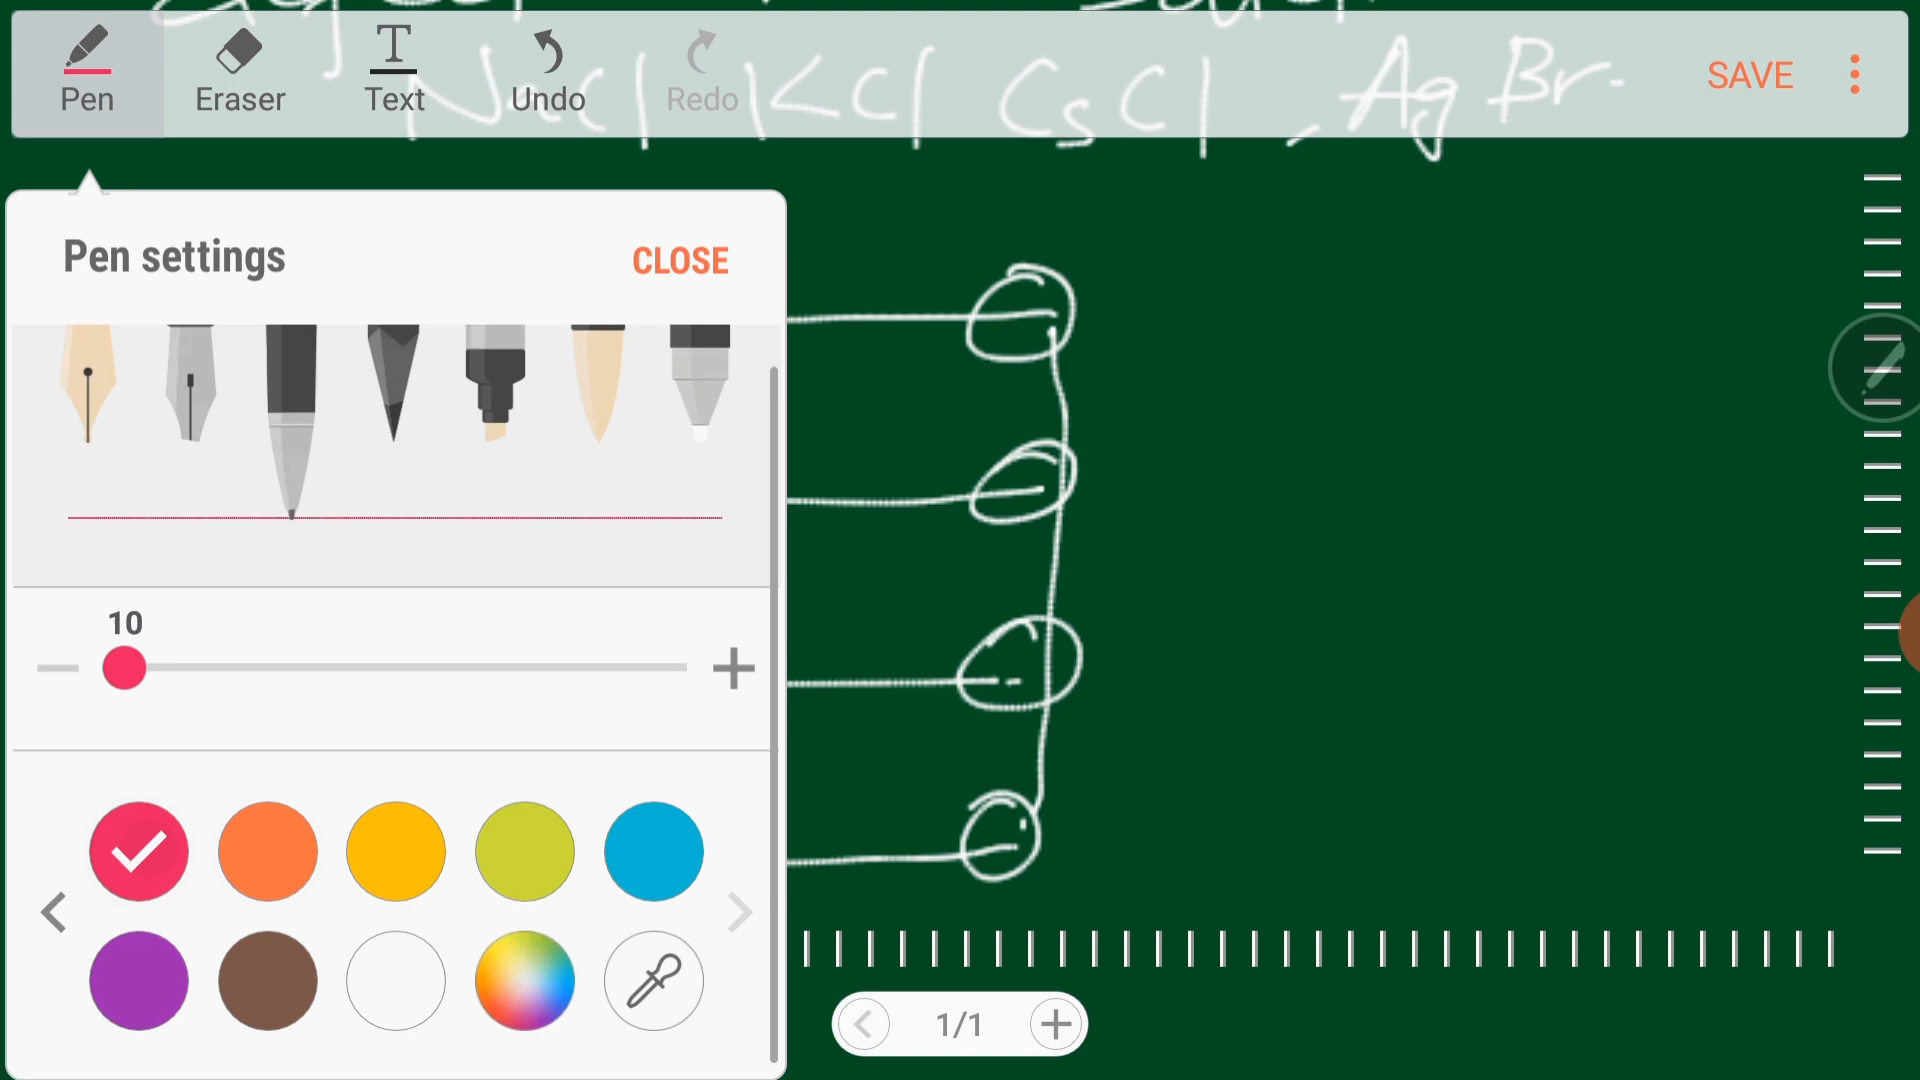 Pen Eraser Text Undo Redo SAVE
NaCl KCl CsCl, AgBr.
Pen settings CLOSE
10
1/1